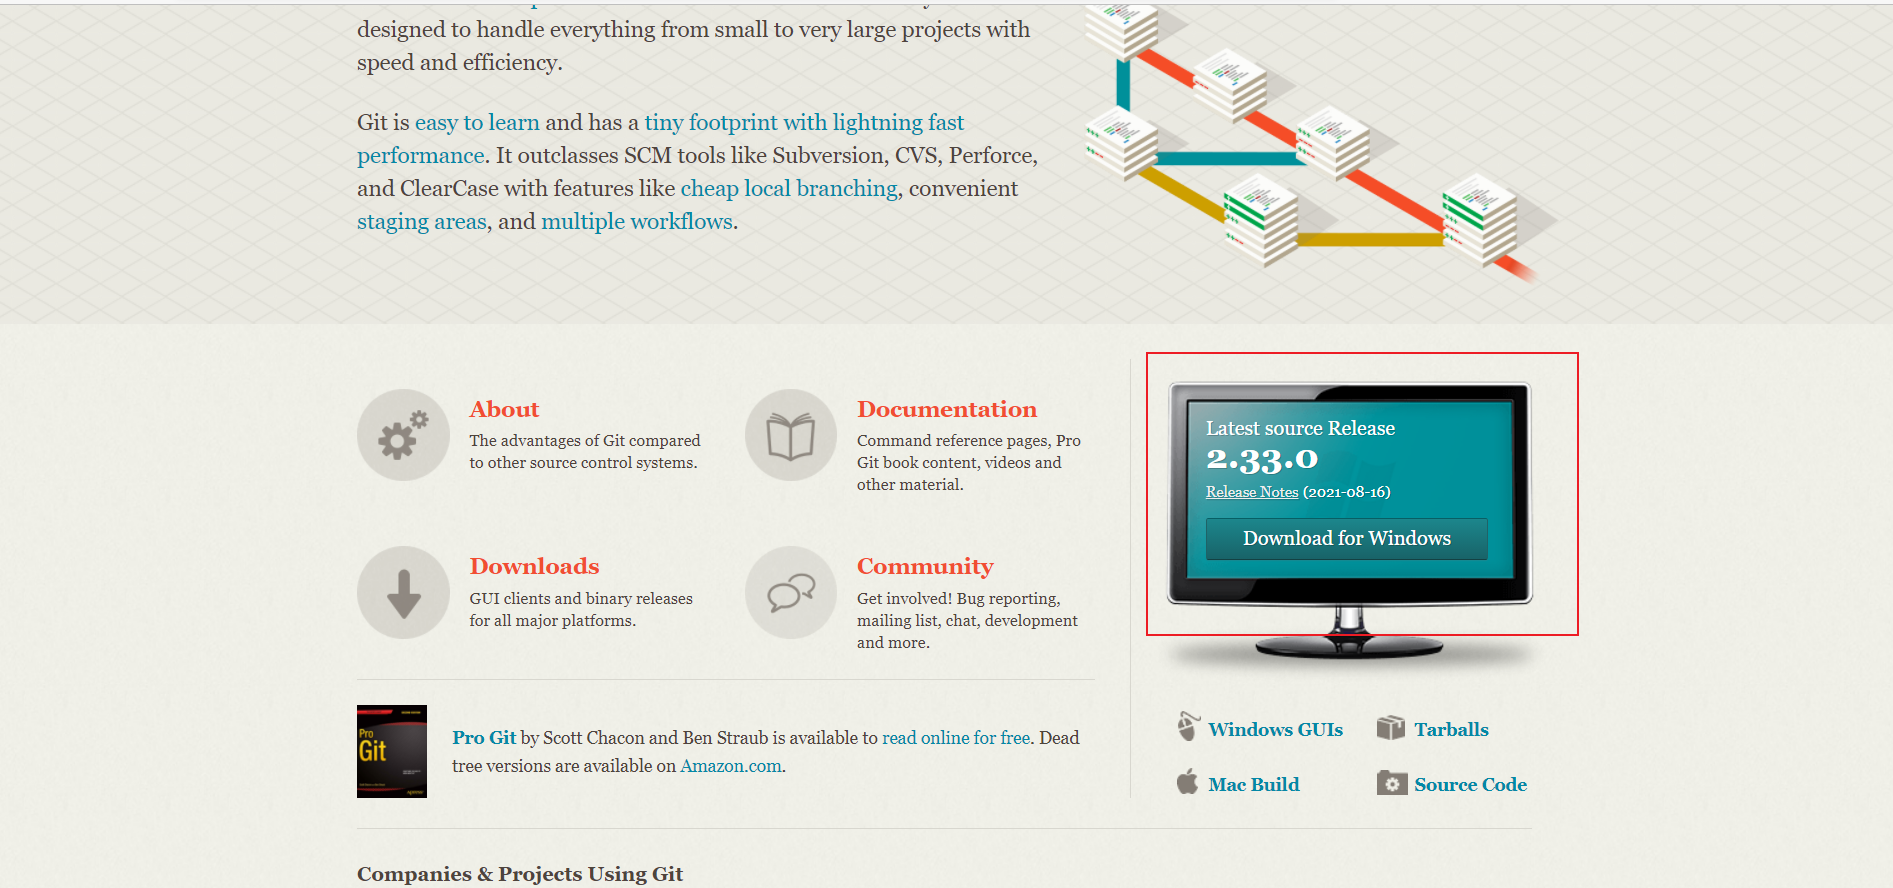 designed to handle everything from small to very large projects with
speed and efficiency.
Git is easy to learn and has a tiny footprint with lightning fast
performance. It outclasses SCM tools like Subversion, CVS, Perforce,
and ClearCase with features like cheap local branching, convenient
staging areas, and multiple workflows.
About
The advantages of Git compared
to other source control systems.
Documentation
Command reference pages, Pro
Git book content, videos and
other material.
Downloads
GUI clients and binary releases
for all major platforms.
Community
Get involved! Bug reporting,
mailing list, chat, development
and more.
Pro
Git
Pro Git by Scott Chacon and Ben Straub is available to read online for free. Dead
tree versions are available on Amazon.com.
Latest source Release
2.33.0
Release Notes (2021-08-16)
Download for Windows
Windows GUIs
Tarballs
Mac Build
Source Code
Companies & Projects Using Git